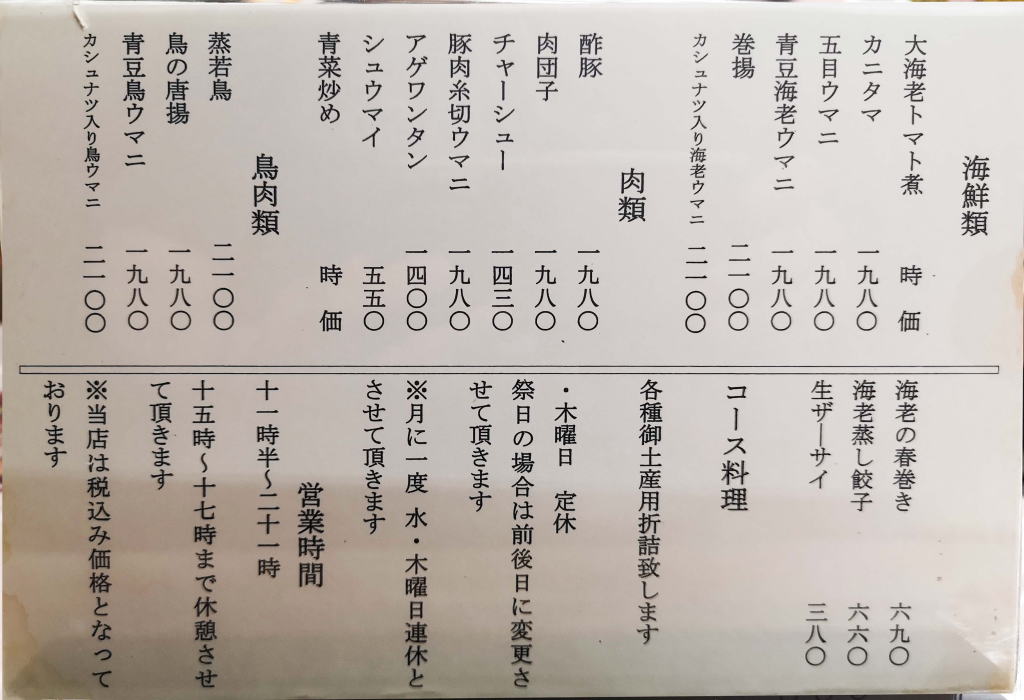 海鮮類
大海老トマト煮 時 価
カニタマ 一九八〇
五目ウマニ 一九八〇
青豆海老ウマニ 一九八〇
巻揚 二一〇〇
カシュナツ入り海老ウマニ 二一〇〇
肉類
酢豚 一九八〇
肉団子 一九八〇
チャーシュー 一四三〇
豚肉糸切ウマニ 一九八〇
アゲワンタン 一四〇〇
シュウマイ 五五〇
青菜炒め 時 価
鳥肉類
蒸若鳥 二一〇〇
鳥の唐揚 一九八〇
青豆鳥ウマニ 一九八〇
カシュナツ入り鳥ウマニ 二一〇〇
海老の春巻き 六九〇
海老蒸し餃子 六六〇
生ザーサイ 三八〇
コース料理
各種御土産用折詰致します
・木曜日 定休
祭日の場合は前後日に変更さ
せて頂きます
※月に一度 水・木曜日連休と
させて頂きます
営業時間
十一時半〜二十一時
十五時〜十七時まで休憩させ
て頂きます
※当店は税込み価格となって
おります